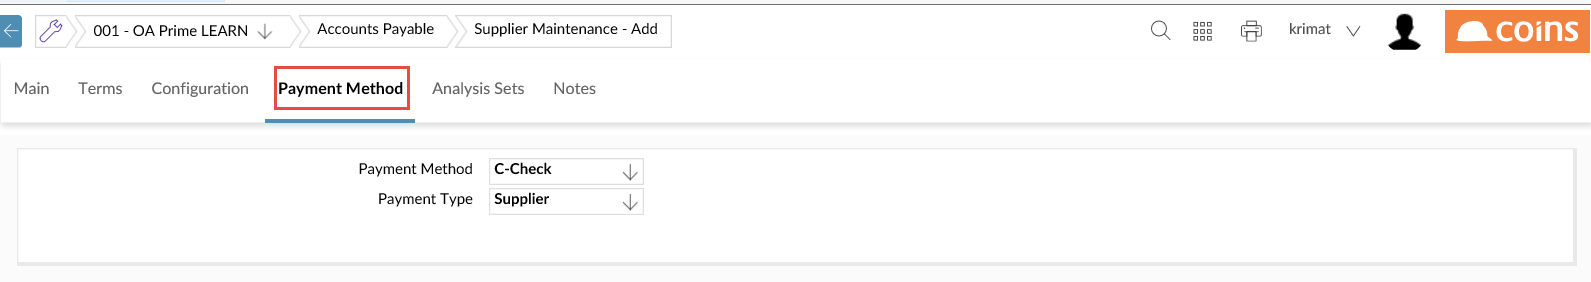 001 - OA Prime LEARN Accounts Payable Supplier Maintenance - Add krimat coins
Main Terms Configuration Payment Method Analysis Sets Notes
Payment Method C-Check
Payment Type Supplier